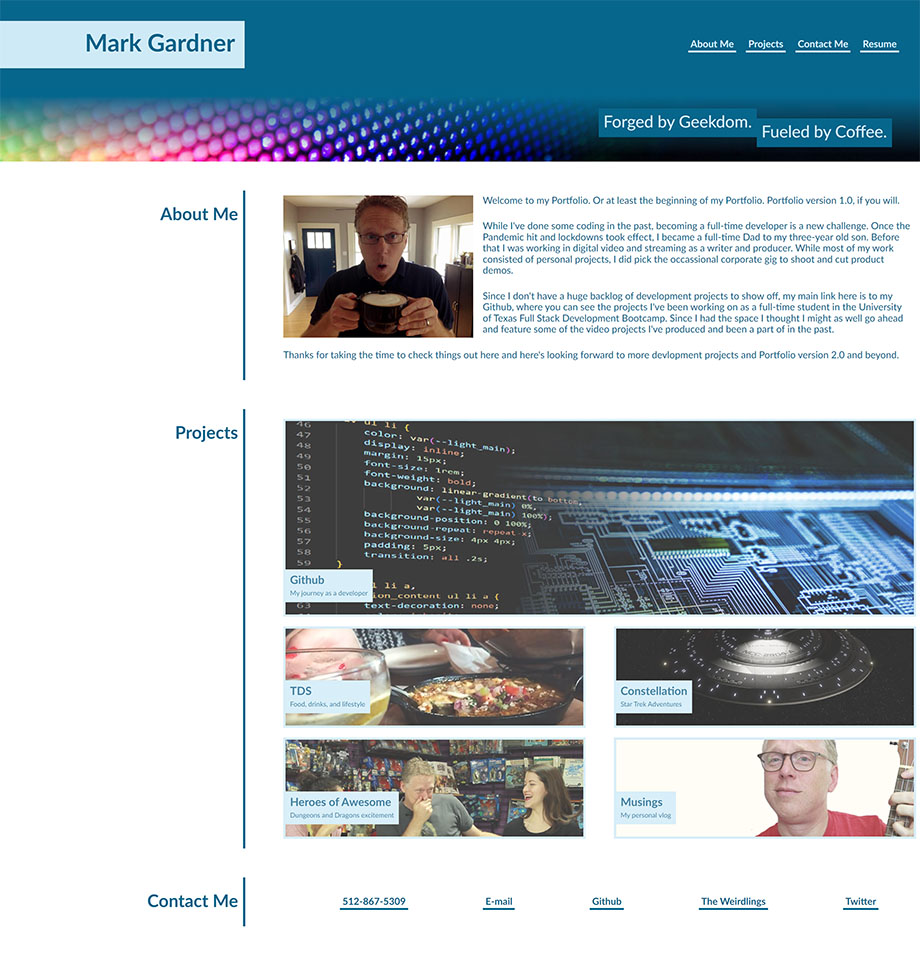 Mark Gardner
About Me
Projects
Contact Me
Resume
Forged by Geekdom.
Fueled by Coffee.
About Me
Welcome to my Portfolio. Or at least the beginning of my Portfolio. Portfolio version 1.0, if you will.
While I've done some coding in the past, becoming a full-time developer is a new challenge. Once the
Pandemic hit and lockdowns took effect, I became a full-time Dad to my three-year old son. Before
that I was working in digital video and streaming as a writer and producer. While most of my work
consisted of personal projects, I did pick the occassional corporate gig to shoot and cut product
demos.
Since I don't have a huge backlog of development projects to show off, my main link here is to my
Github, where you can see the projects I've been working on as a full-time student in the University
of Texas Full Stack Development Bootcamp. Since I had the space I thought I might as well go ahead
and feature some of the video projects I've produced and been a part of in the past.
Thanks for taking the time to check things out here and here's looking forward to more devlopment projects and Portfolio version 2.0 and beyond.
Projects
46 ul li {
47 color: var(--light_main);
48 display: inline;
49 margin: 15px;
50 font-size: 1rem;
51 font-weight: bold;
52 background: linear-gradient(to bottom,
53 var(--light_main) 0%,
54 var(--light_main) 100%);
55 background-position: 0 100%;
56 background-repeat: repeat-x;
57 background-size: 4px 4px;
58 padding: 5px;
59 transition: all .2s;
}
l li a,
ion_content ul li a {
63 text-decoration: none;
Github
My journey as a developer
TDS
Food, drinks, and lifestyle
Constellation
Star Trek Adventures
Heroes of Awesome
Dungeons and Dragons excitement
Musings
My personal vlog
Contact Me
512-867-5309
E-mail
Github
The Weirdlings
Twitter